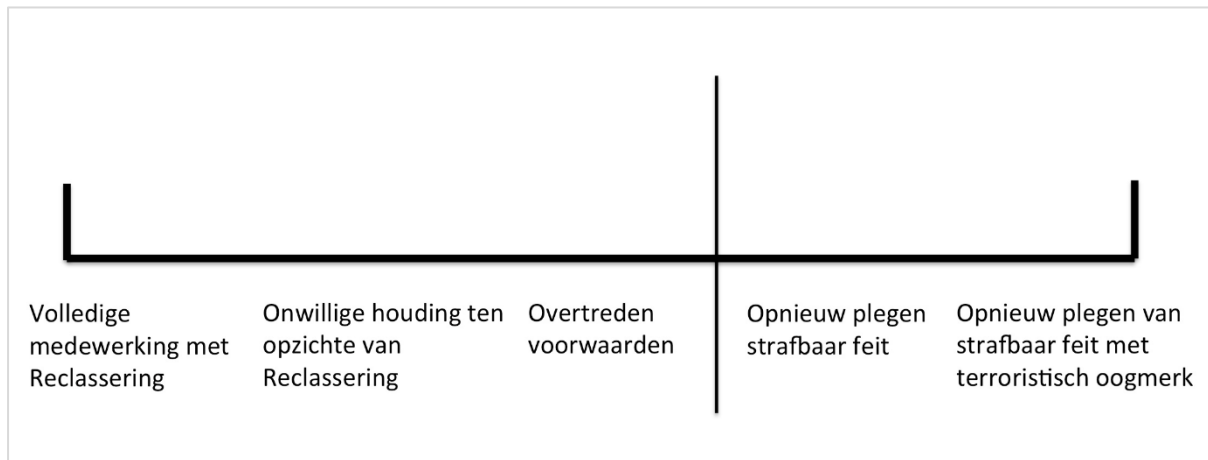 Volledige
medewerking met
Reclassering
Onwillige houding ten
opzichte van
Reclassering
Overtreden
voorwaarden
Opnieuw plegen
strafbaar feit
Opnieuw plegen van
strafbaar feit met
terroristisch oogmerk